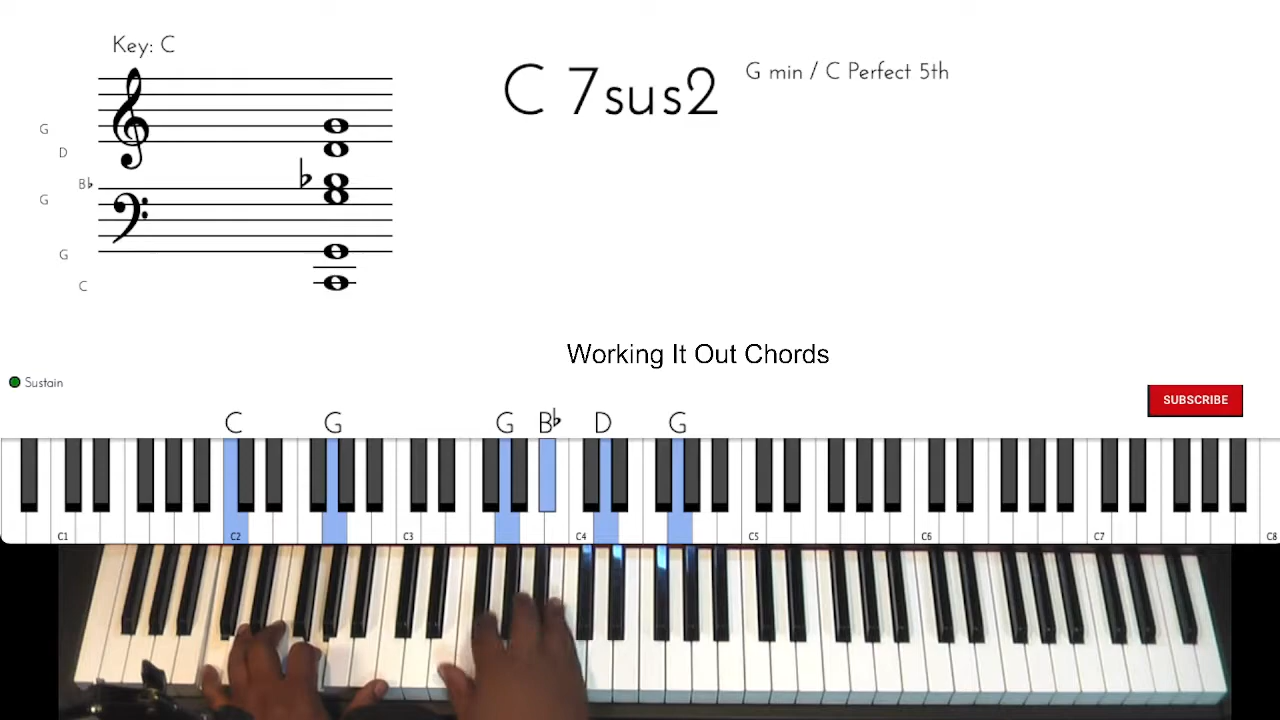 Key: C
C 7sus2
G min / C Perfect 5th
G
D
B♭
G
G
C
Working It Out Chords
Sustain
SUBSCRIBE
C G G B♭ D G
C1 C2 C3 C4 C5 C6 C7 C8